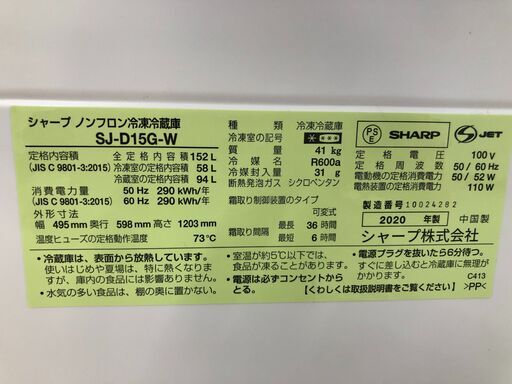 シャープ ノンフロン冷凍冷蔵庫
SJ-D15G-W
定格内容積 全 定格内容積 152 L
(JIS C 9801-3:2015) 冷凍室の容積 58 L
冷蔵室の容積 94 L
消費電力量 50 Hz 290 kWh/年
(JIS C 9801-3:2015) 60 Hz 290 kWh/年
外形寸法
幅 495 mm 奥行 598 mm 高さ 1203 mm
温度ヒューズの定格動作温度 73℃
種類 冷凍冷蔵庫
冷凍室の記号
質量 41 kg
冷媒 R600a
冷媒封入量 31 g
断熱発泡ガス シクロペンタン
霜取り制御装置のタイプ
可変式
霜取り間隔 最長 36 時間
最短 6 時間
PSE SHARP JET
定格電圧 100 V
定格周波数 50 / 60 Hz
電動機の定格消費電力 50 / 52 W
電熱装置の定格消費電力 110 W
製造番号 10024282
2020 年製 中国製
シャープ株式会社
・冷蔵庫は、表面から放熱しています。
使いはじめや夏場は、特に熱くなりますが、庫内の食品には影響ありません。
・水気の多い食品は、棚の奥に置かない。
・室温が約5℃以下では、食品が凍ることがあります。
・電源は必ずコンセントからとる。
・電源プラグを抜いたら6分待つ。
すぐに差し込むと冷蔵庫に無理がかかります。
C413
【くわしくは取扱説明書をご覧ください】 >PP<